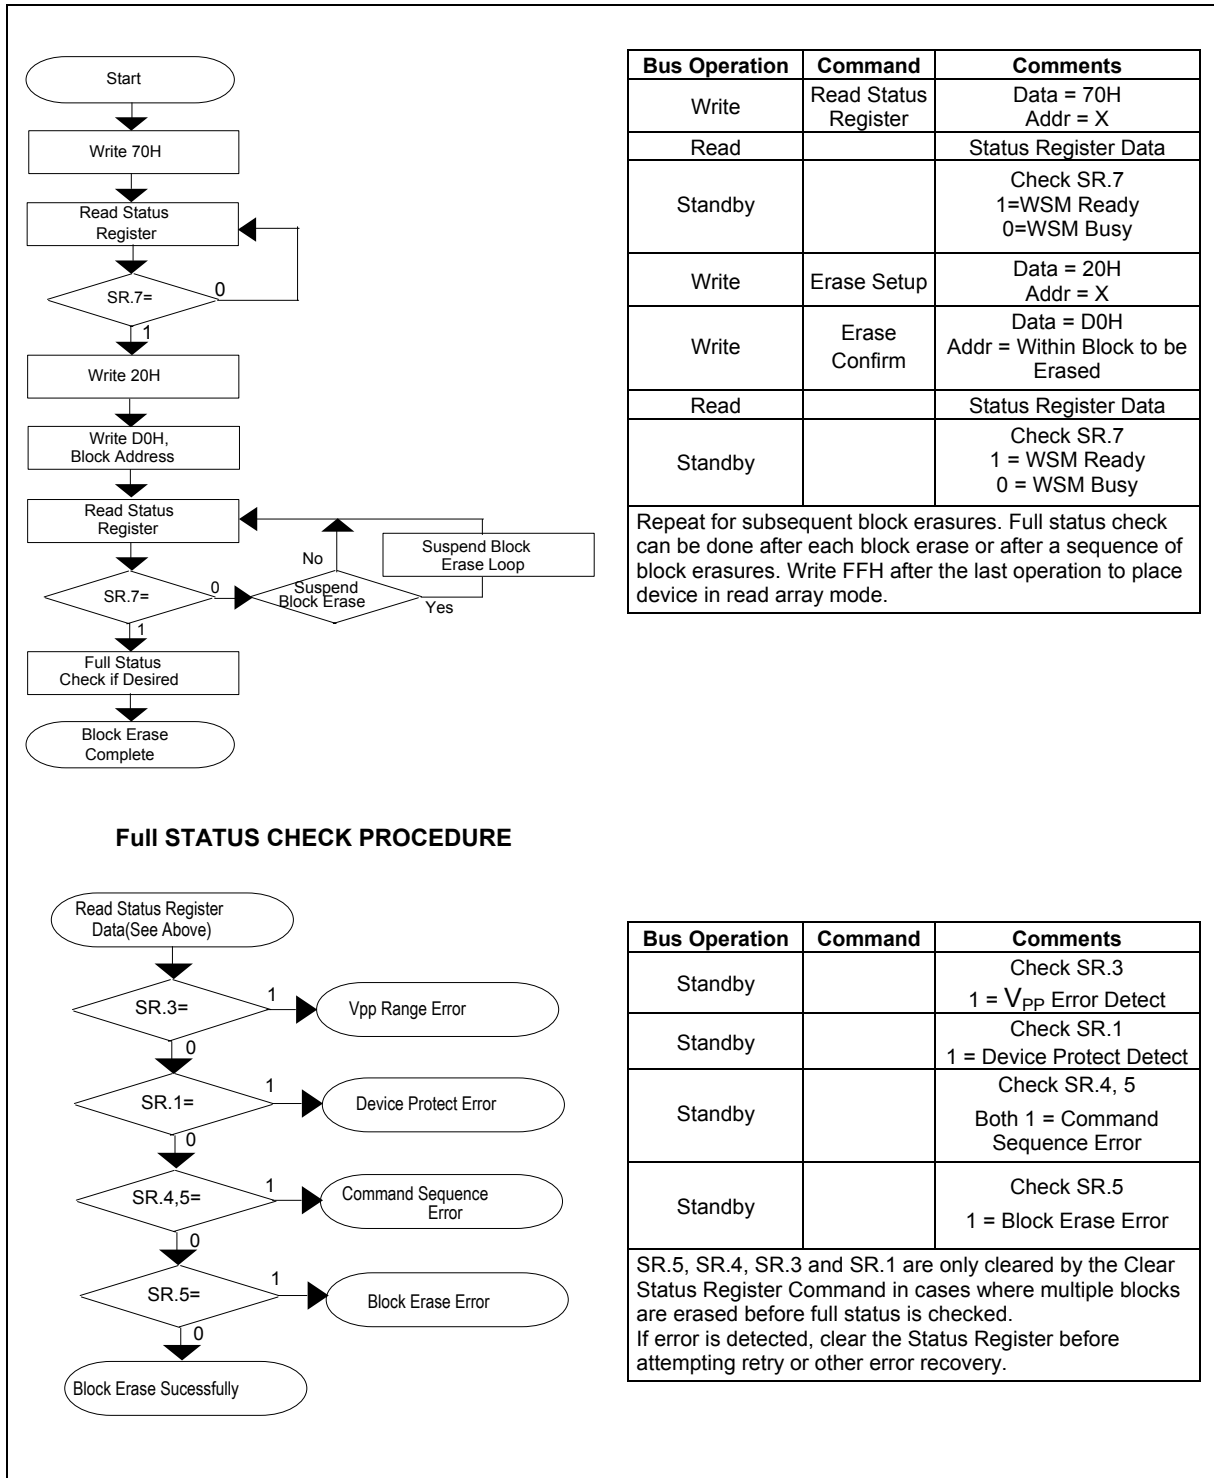 Start
Write 70H
Read Status
Register
SR.7=
0
1
Write 20H
Write D0H,
Block Address
Read Status
Register
SR.7=
0
1
Suspend
Block Erase
No
Yes
Suspend Block
Erase Loop
Full Status
Check if Desired
Block Erase
Complete
Bus Operation Command Comments
Write Read Status Register Data = 70H
Addr = X
Read Status Register Data
Standby Check SR.7
1=WSM Ready
0=WSM Busy
Write Erase Setup Data = 20H
Addr = X
Write Erase Confirm Data = D0H
Addr = Within Block to be
Erased
Read Status Register Data
Standby Check SR.7
1 = WSM Ready
0 = WSM Busy
Repeat for subsequent block erasures. Full status check
can be done after each block erase or after a sequence of
block erasures. Write FFH after the last operation to place
device in read array mode.
Full STATUS CHECK PROCEDURE
Read Status Register
Data(See Above)
SR.3=
1
Vpp Range Error
0
SR.1=
1
Device Protect Error
0
SR.4,5=
1
Command Sequence
Error
0
SR.5=
1
Block Erase Error
0
Block Erase Sucessfully
Bus Operation Command Comments
Standby Check SR.3
1 = VPP Error Detect
Standby Check SR.1
1 = Device Protect Detect
Standby Check SR.4, 5
Both 1 = Command
Sequence Error
Standby Check SR.5
1 = Block Erase Error
SR.5, SR.4, SR.3 and SR.1 are only cleared by the Clear
Status Register Command in cases where multiple blocks
are erased before full status is checked.
If error is detected, clear the Status Register before
attempting retry or other error recovery.